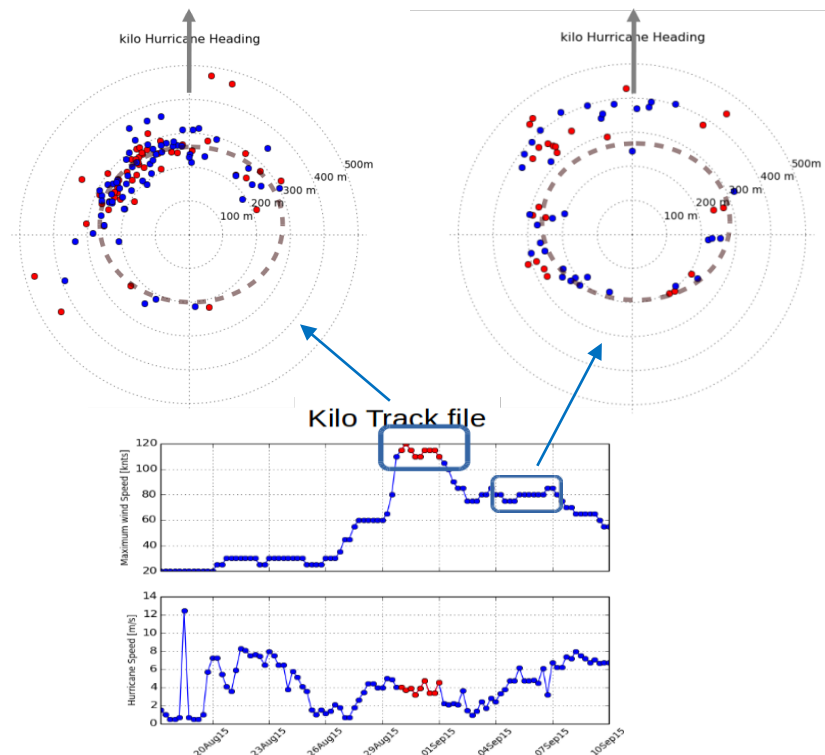 kilo Hurricane Heading
500m
400 m
300 m
200 m
100 m
kilo Hurricane Heading
500m
400 m
300 m
200 m
100 m
Kilo Track file
Maximum wind Speed [knts]
120
100
80
60
40
20
Hurricane Speed [m/s]
14
12
10
8
6
4
2
0
20Aug15
23Aug15
26Aug15
29Aug15
01Sep15
04Sep15
07Sep15
10Sep15